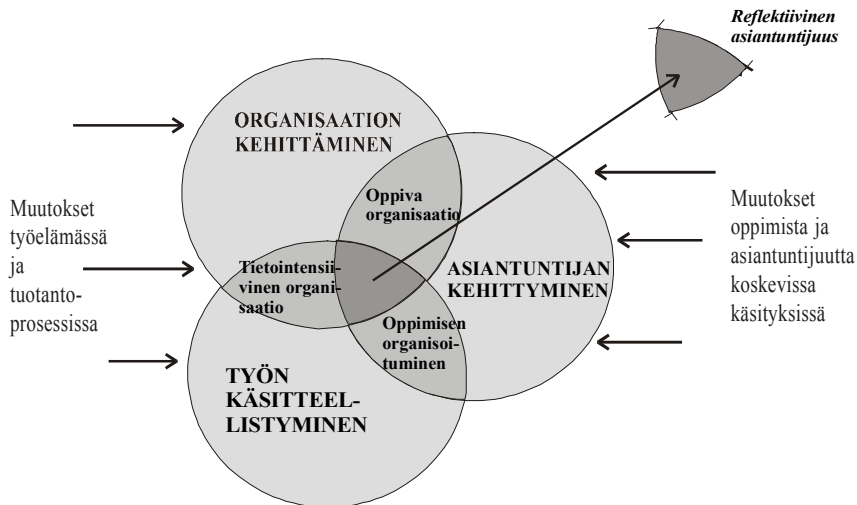 Reflektiivinen
asiantuntijuus
ORGANISAATION
KEHITTÄMINEN
Oppiva
organisaatio
Muutokset
työelämässä
ja
tuotanto-
prosessissa
Tietointensii-
vinen organi-
saatio
ASIANTUNTIJAN
KEHITTYMINEN
Muutokset
oppimista ja
asiantuntijuutta
koskevissa
käsityksissä
Oppimisen
organisoi-
tuminen
TYÖN
KÄSITTEEL-
LISTYMINEN